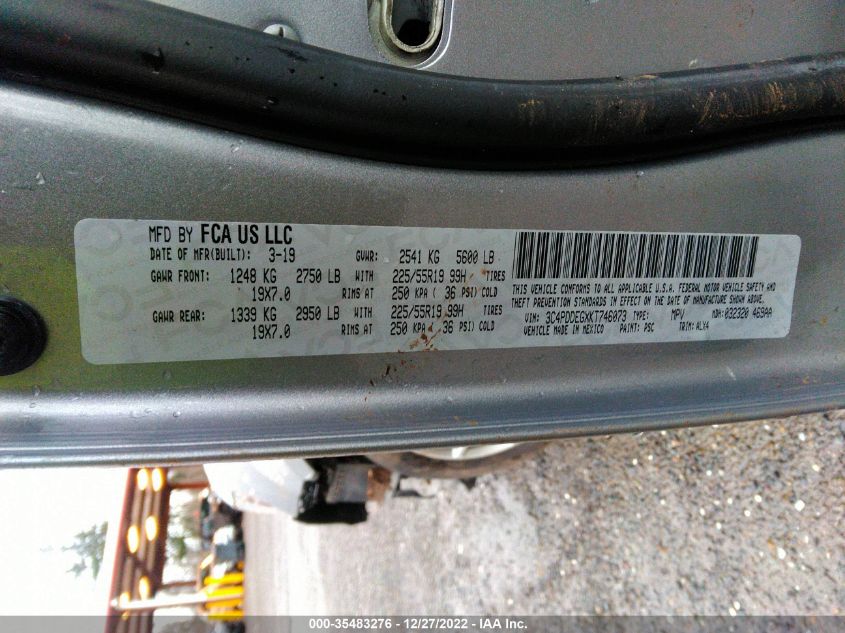 MFD BY FCA US LLC
DATE OF MFR(BUILT): 3-19 GVWR: 2541 KG 5600 LB
GAWR FRONT: 1248 KG 2750 LB WITH 225/55R19 99H TIRES
19X7.0 RIMS AT 250 KPA ( 36 PSI) COLD
GAWR REAR: 1339 KG 2950 LB WITH 225/55R19 99H TIRES
19X7.0 RIMS AT 250 KPA ( 36 PSI) COLD
THIS VEHICLE CONFORMS TO ALL APPLICABLE U.S.A. FEDERAL MOTOR VEHICLE SAFETY AND
THEFT PREVENTION STANDARDS IN EFFECT ON THE DATE OF MANUFACTURE SHOWN ABOVE.
VIN: 3C4PDDEGXKT746073 TYPE: MPV MDH: 032320 469AA
VEHICLE MADE IN MEXICO PAINT: PSC TRIM: ALX4
000-35483276 - 12/27/2022 - IAA Inc.